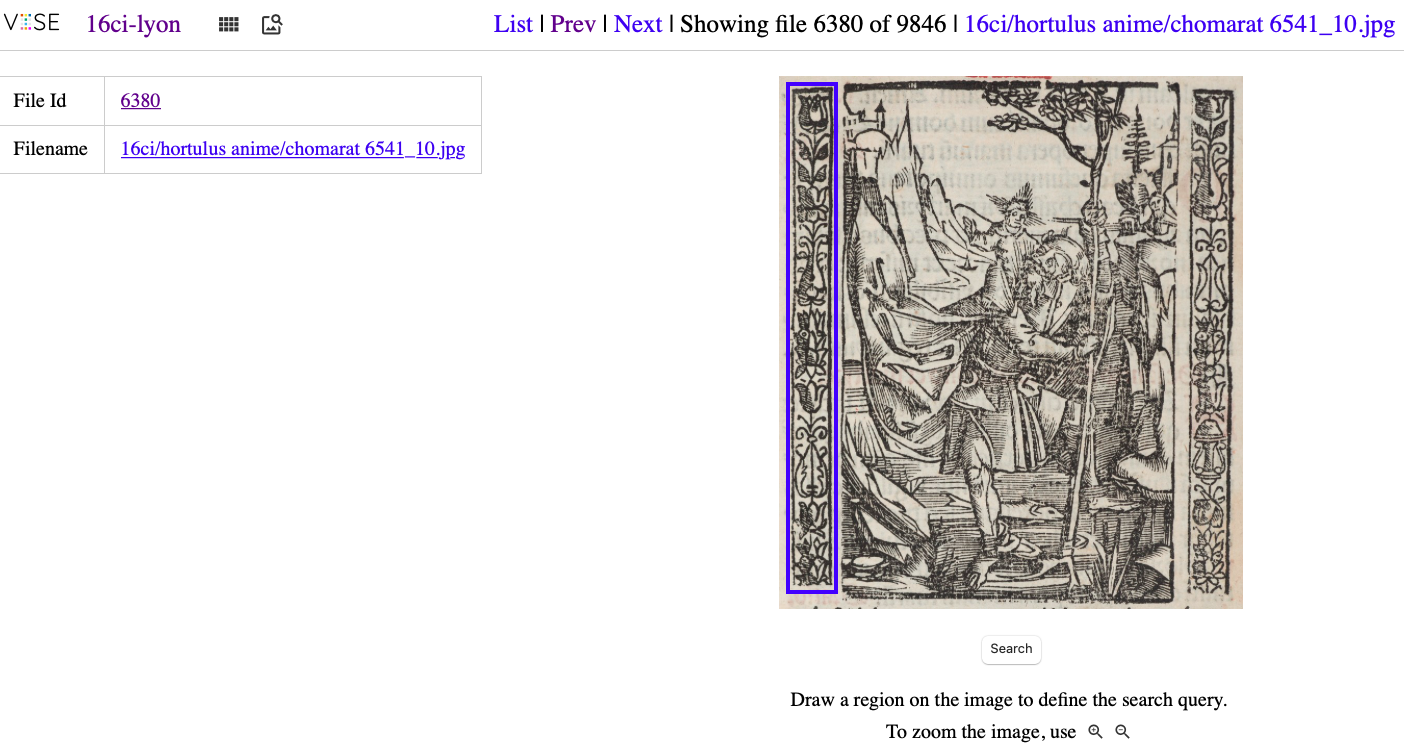 VISE 16ci-lyon List | Prev | Next | Showing file 6380 of 9846 | 16ci/hortulus anime/chomarat 6541_10.jpg
File Id 6380
Filename 16ci/hortulus anime/chomarat 6541_10.jpg
Search
Draw a region on the image to define the search query.
To zoom the image, use